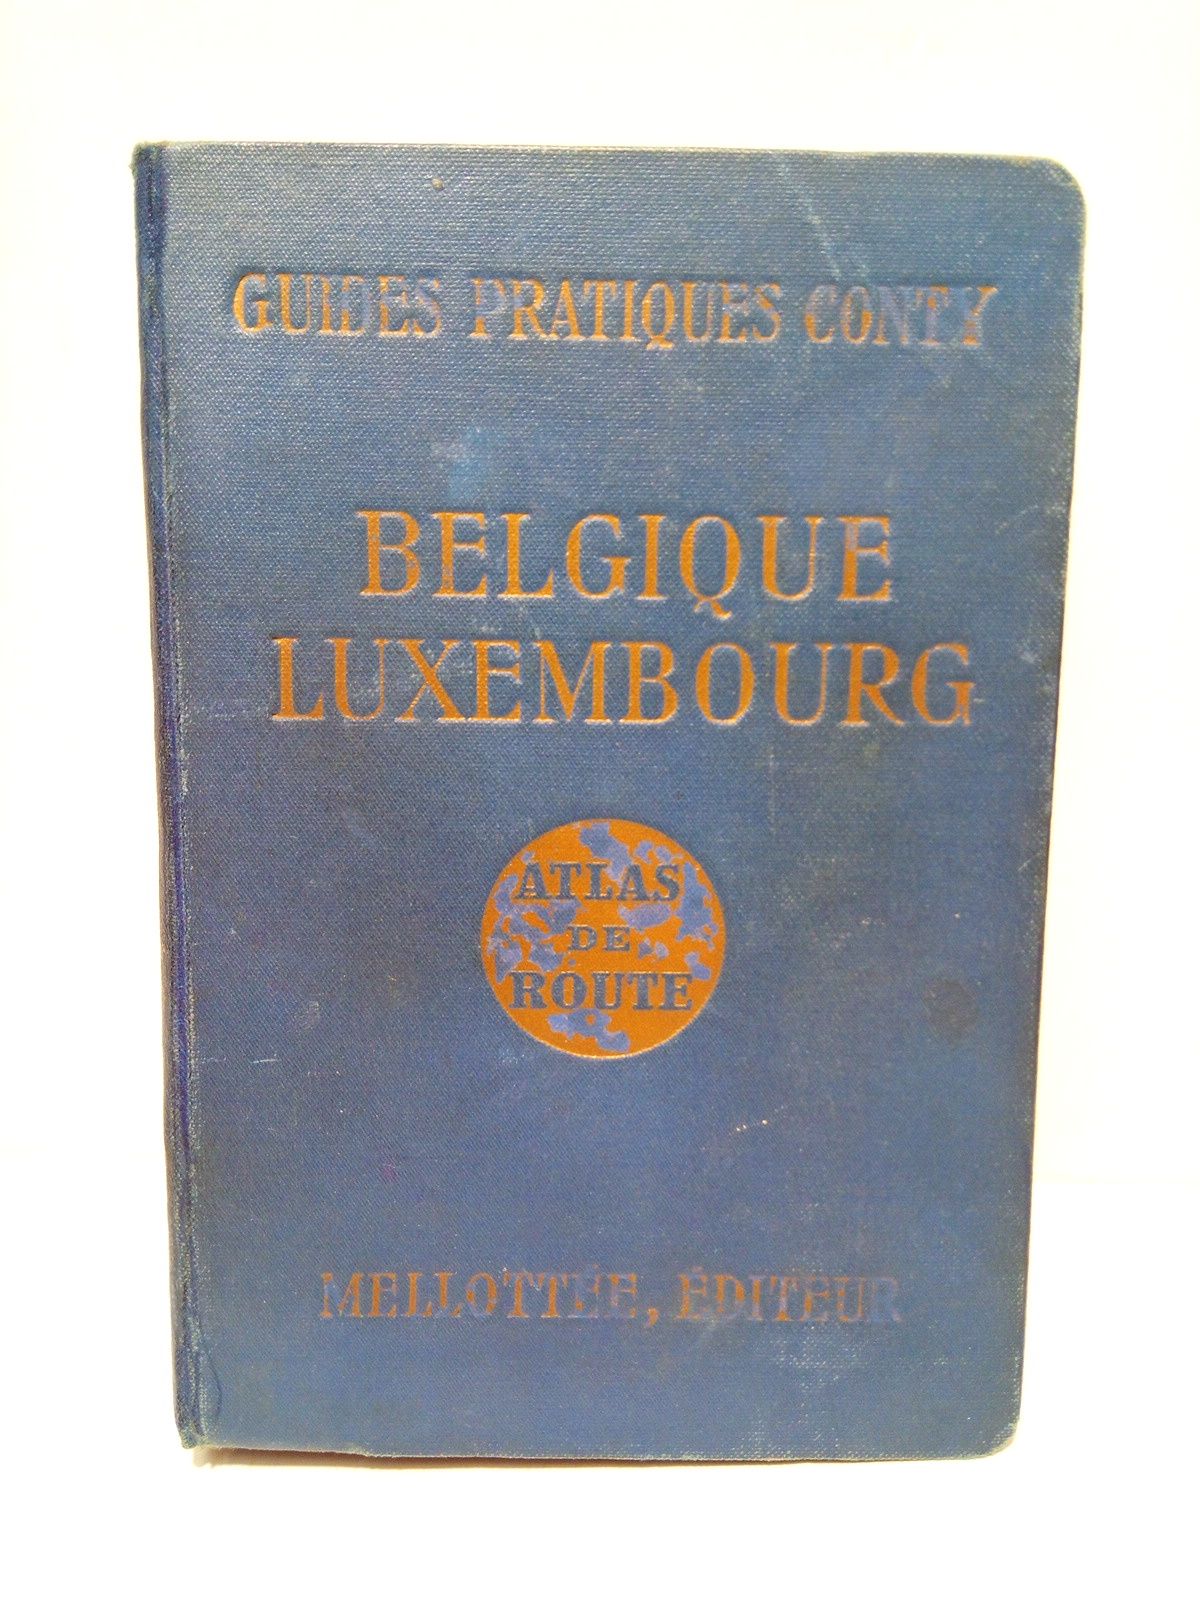 GUIDES PRATIQUES CONTY
BELGIQUE
LUXEMBOURG
ATLAS
DE
ROUTE
MELLOTTÉE, ÉDITEUR